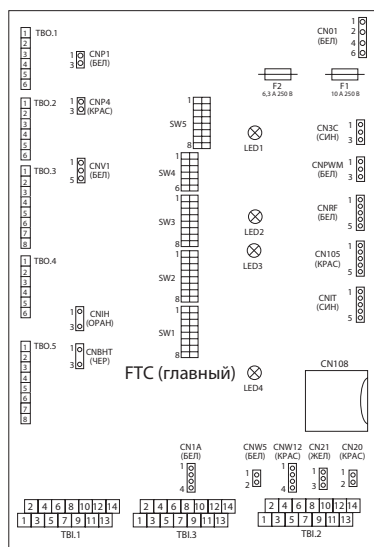 1
2
3
4
5
6
TBO.1
1
3
CNP1
(БЕЛ)
CN01
(БЕЛ)
1
2
4
6
F2
6,3 A 250 В
F1
10 A 250 В
1
2
3
4
5
6
TBO.2
1
3
CNP4
(КРАС)
1
8
SW5
LED1
CN3C
(СИН)
1
3
1
2
3
4
5
6
7
8
TBO.3
1
5
CNV1
(БЕЛ)
1
6
SW4
CNPWM
(БЕЛ)
1
3
1
8
SW3
LED2
CNRF
(БЕЛ)
1
5
1
2
3
4
5
6
TBO.4
1
8
SW2
LED3
CN105
(КРАС)
1
5
1
3
CNIH
(ОРАН)
1
8
SW1
CNIT
(СИН)
1
5
1
2
3
4
5
6
7
8
TBO.5
1
3
CNBHT
(ЧЕР)
FTC (главный)
LED4
CN108
CN1A
(БЕЛ)
1
4
CNW5
(БЕЛ)
1
2
CNW12
(КРАС)
1
4
CN21
(ЖЕЛ)
1
3
CN20
(КРАС)
1
2
2 4 6 8 10 12 14
1 3 5 7 9 11 13
TBI.1
2 4 6 8 10 12 14
1 3 5 7 9 11 13
TBI.3
2 4 6 8 10 12 14
1 3 5 7 9 11 13
TBI.2